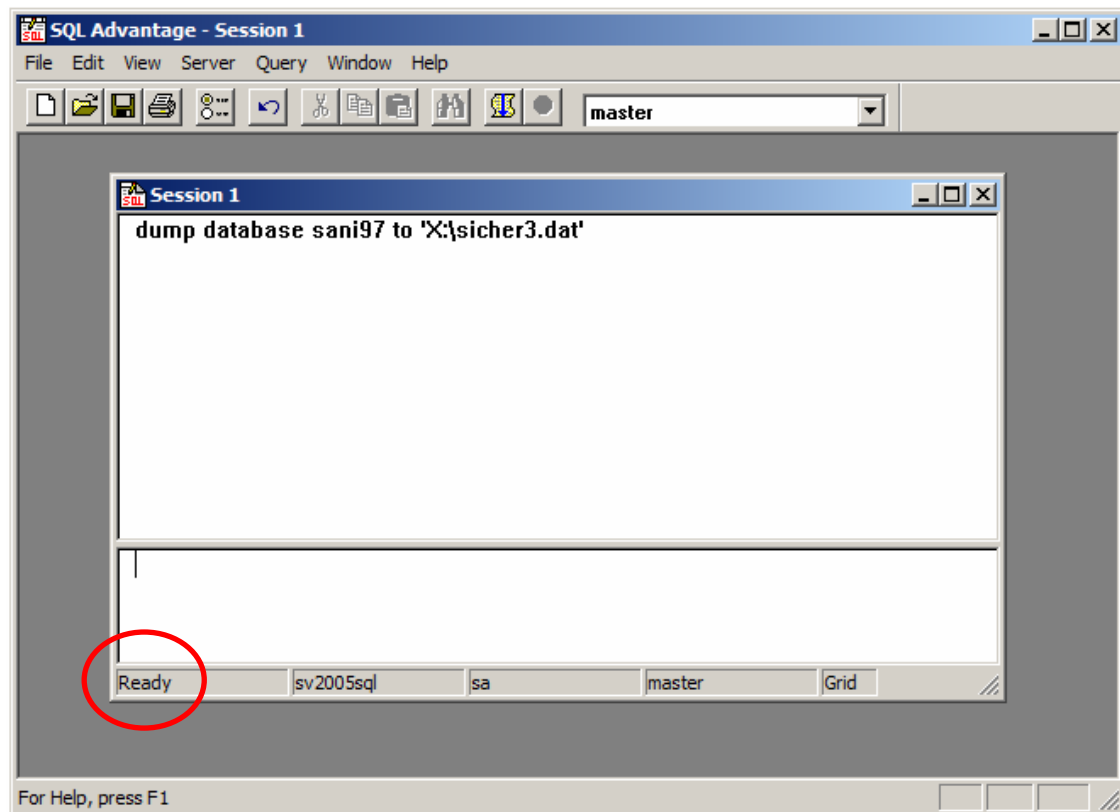 SQL Advantage - Session 1
File Edit View Server Query Window Help
master
Session 1
dump database sani97 to 'X:\sicher3.dat'
Ready sv2005sql sa master Grid
For Help, press F1